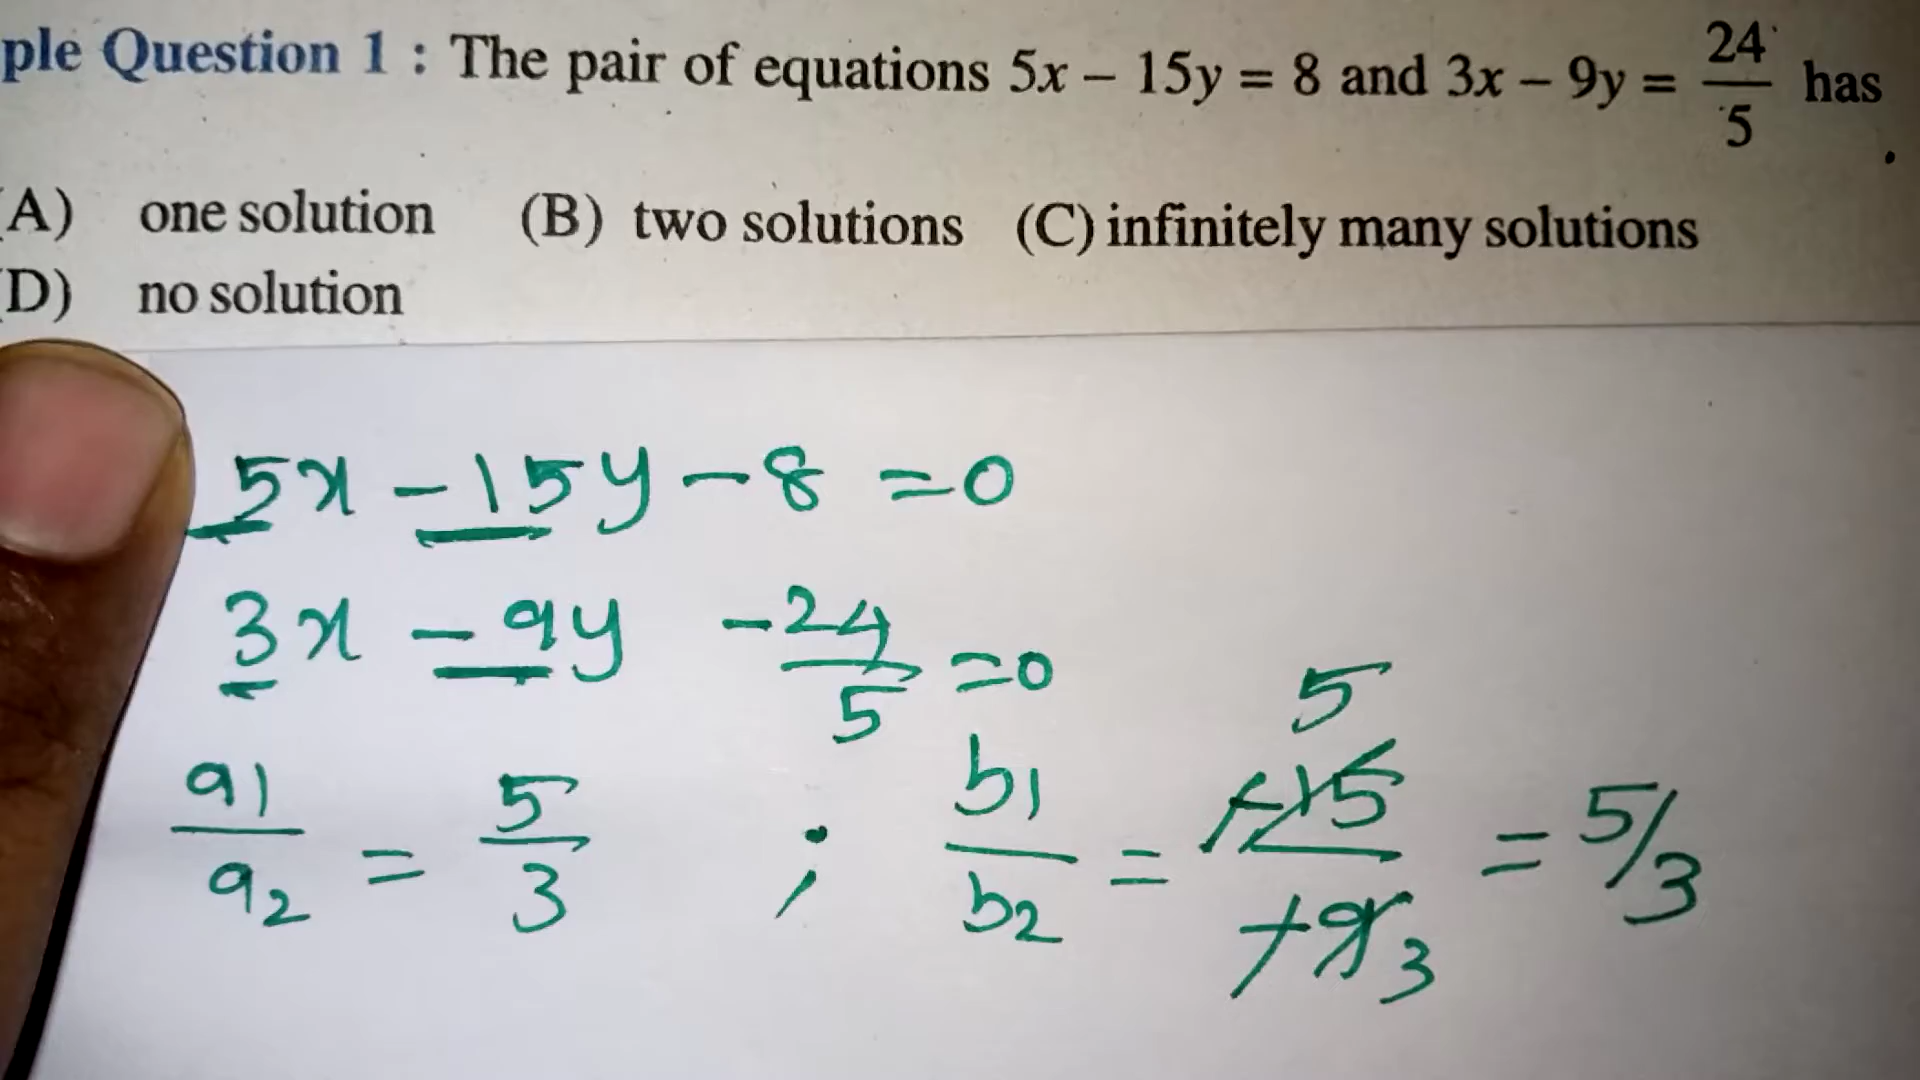 ple Question 1 : The pair of equations 5x – 15y = 8 and 3x – 9y = 24/5 has
(A) one solution (B) two solutions (C) infinitely many solutions
(D) no solution
5x - 15y - 8 = 0
3x - 9y - 24/5 = 0
a1/a2 = 5/3 ; b1/b2 = -15/-9 5 3 = 5/3